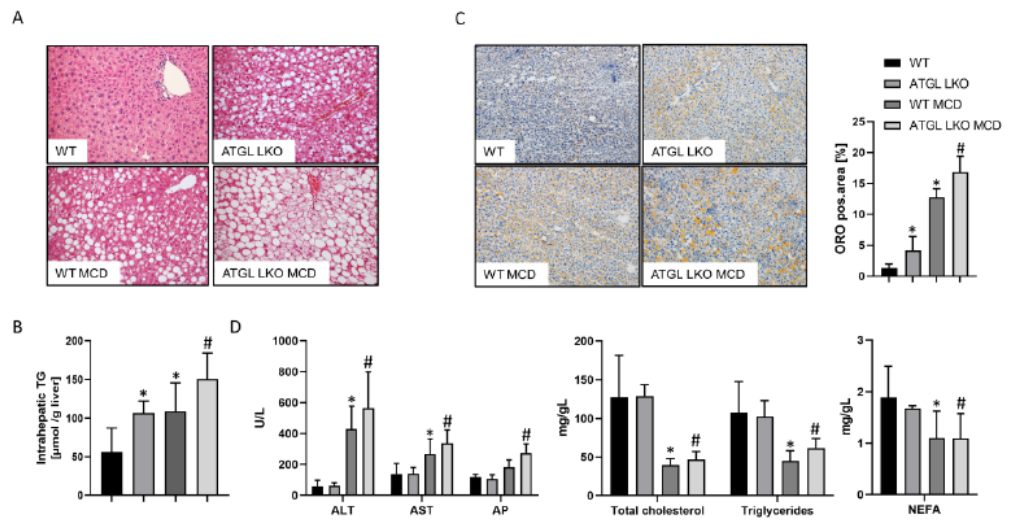 A
WT
ATGL LKO
WT MCD
ATGL LKO MCD
C
WT
ATGL LKO
WT MCD
ATGL LKO MCD
WT
ATGL LKO
WT MCD
ATGL LKO MCD
ORO pos.area [%]
25
20
15
10
5
0
*
*
#
B
Intrahepatic TG
[µmol /g liver]
200
150
100
50
0
*
*
#
D
U/L
1000
800
600
400
200
0
*
#
*
#
#
ALT
AST
AP
mg/gL
150
100
50
0
*
#
*
#
Total cholesterol
Triglycerides
mg/gL
3
2
1
0
*
#
NEFA